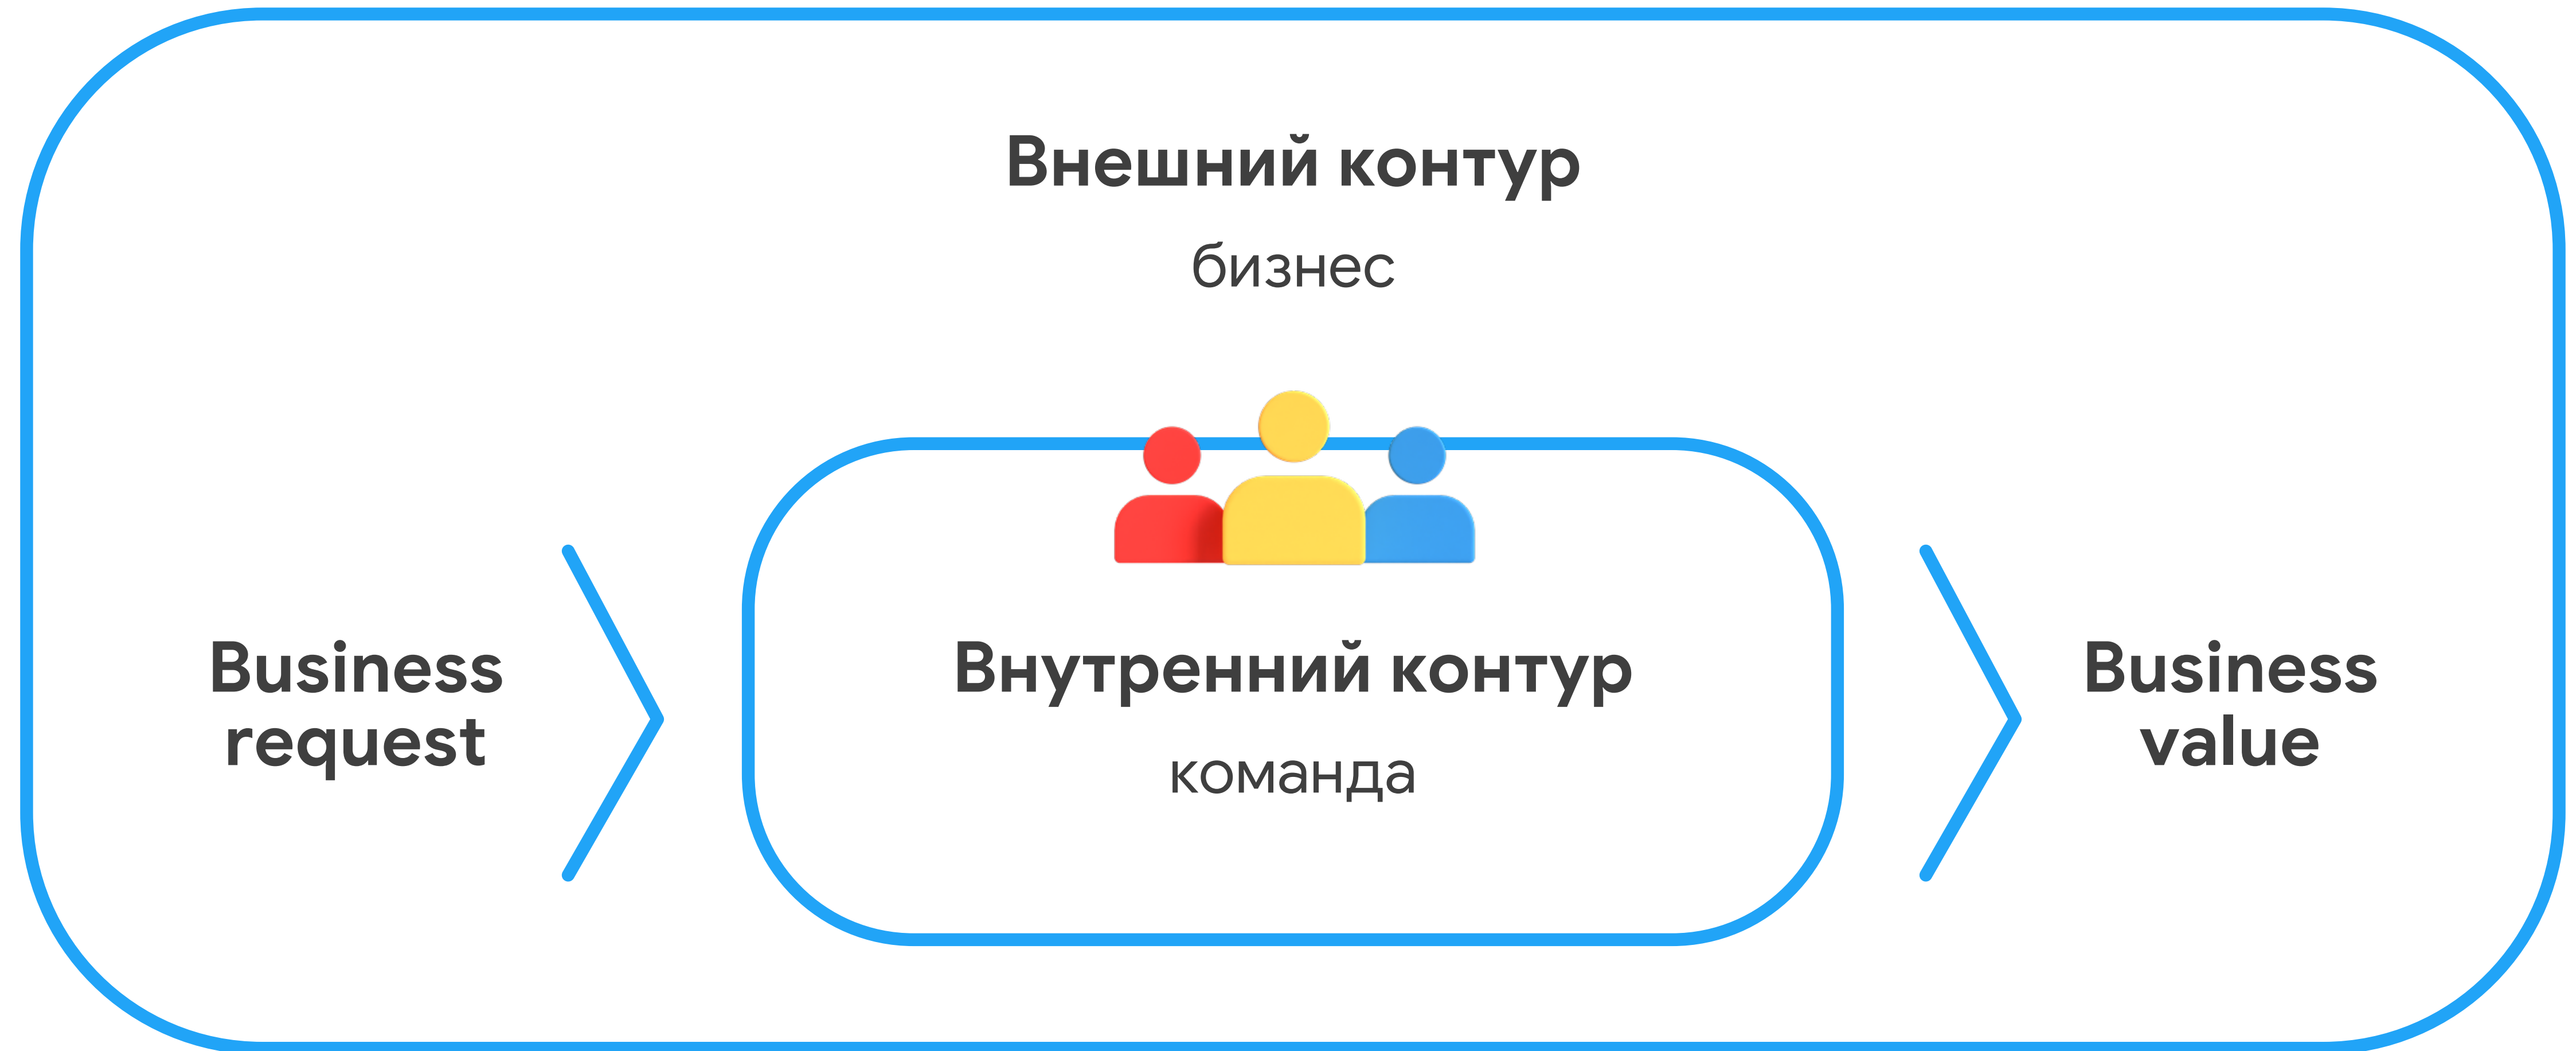 Внешний контур
бизнес
Business
request
Внутренний контур
команда
Business
value